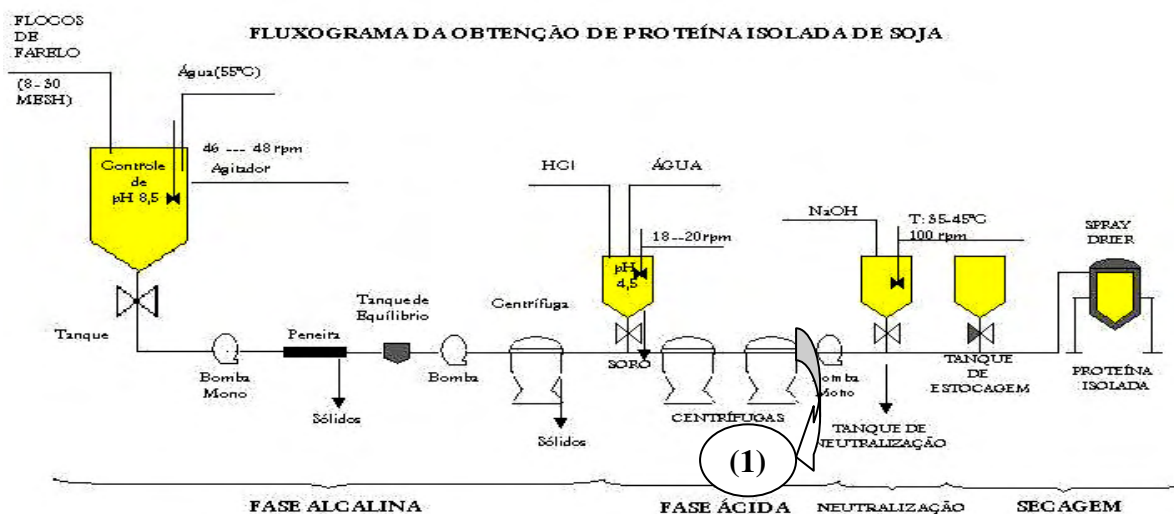 FLOCOS
DE
FARELO
(8-30
MESH)
FLUXOGRAMA DA OBTENÇÃO DE PROTEÍNA ISOLADA DE SOJA
Água(55ºC)
46 --- 48 rpm
Agitador
Controle
de
pH 8,5
Tanque
Bomba
Mono
Peneira
Sólidos
Tanque de
Equílibrio
Bomba
Centrífuga
Sólidos
HCl
ÁGUA
18--20rpm
pH
4,5
SORO
CENTRÍFUGAS
Bomba
Mono
NaOH
T: 35-45ºC
100 rpm
TANQUE DE
NEUTRALIZAÇÃO
TANQUE
DE
ESTOCAGEM
SPRAY
DRIER
PROTEÍNA
ISOLADA
(1)
FASE ALCALINA
FASE ÁCIDA
NEUTRALIZAÇÃO
SECAGEM